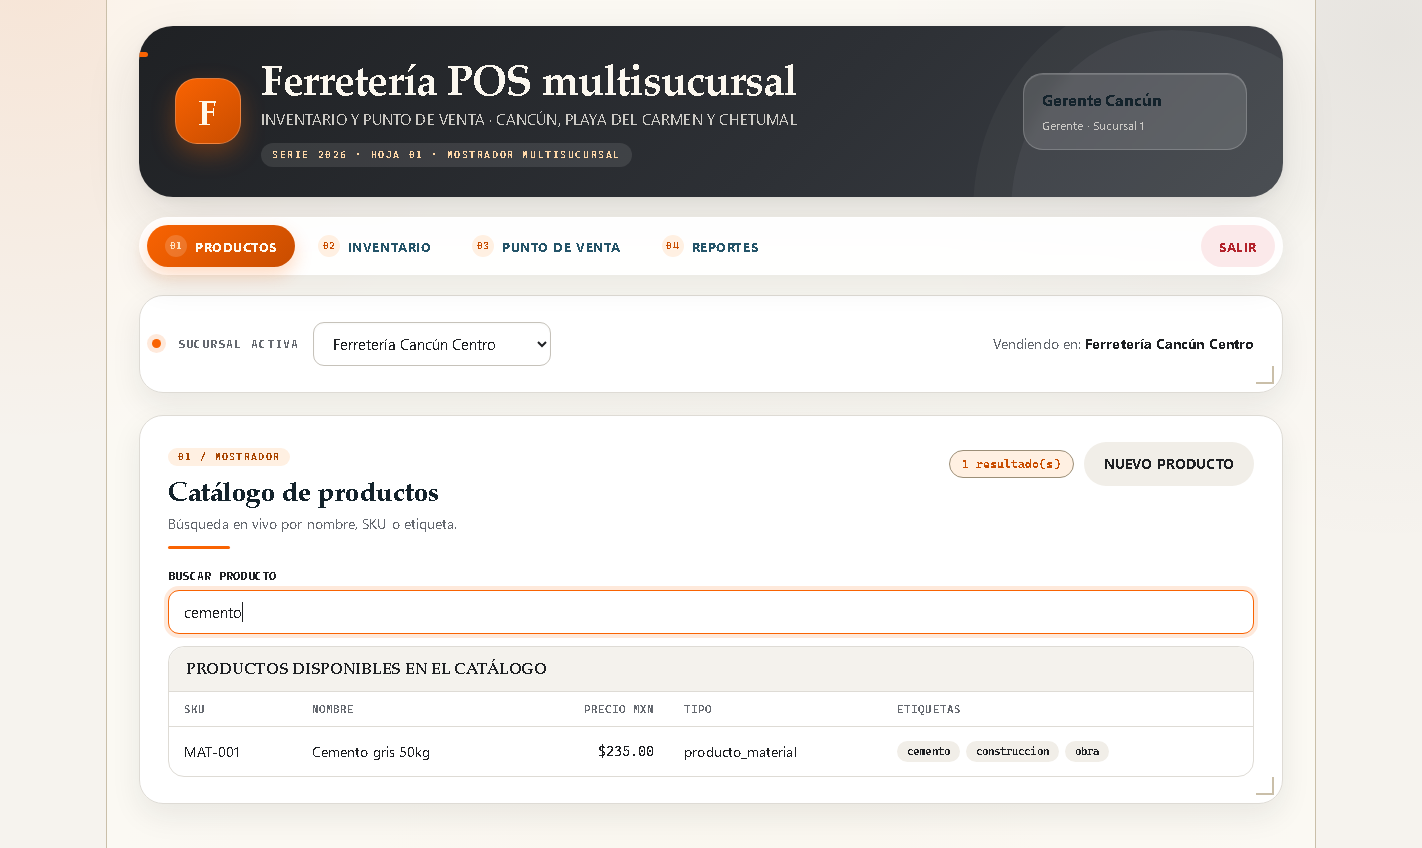 F
Ferretería POS multisucursal
INVENTARIO Y PUNTO DE VENTA · CANCÚN, PLAYA DEL CARMEN Y CHETUMAL
SERIE 2026 · HOJA 01 · MOSTRADOR MULTISUCURSAL
Gerente Cancún
Gerente · Sucursal 1
01 PRODUCTOS 02 INVENTARIO 03 PUNTO DE VENTA 04 REPORTES SALIR
SUCURSAL ACTIVA Ferretería Cancún Centro Vendiendo en: Ferretería Cancún Centro
01 / MOSTRADOR
Catálogo de productos
Búsqueda en vivo por nombre, SKU o etiqueta.
1 resultado(s) NUEVO PRODUCTO
BUSCAR PRODUCTO
cemento
PRODUCTOS DISPONIBLES EN EL CATÁLOGO
SKU NOMBRE PRECIO MXN TIPO ETIQUETAS
MAT-001 Cemento gris 50kg $235.00 producto_material cemento construccion obra